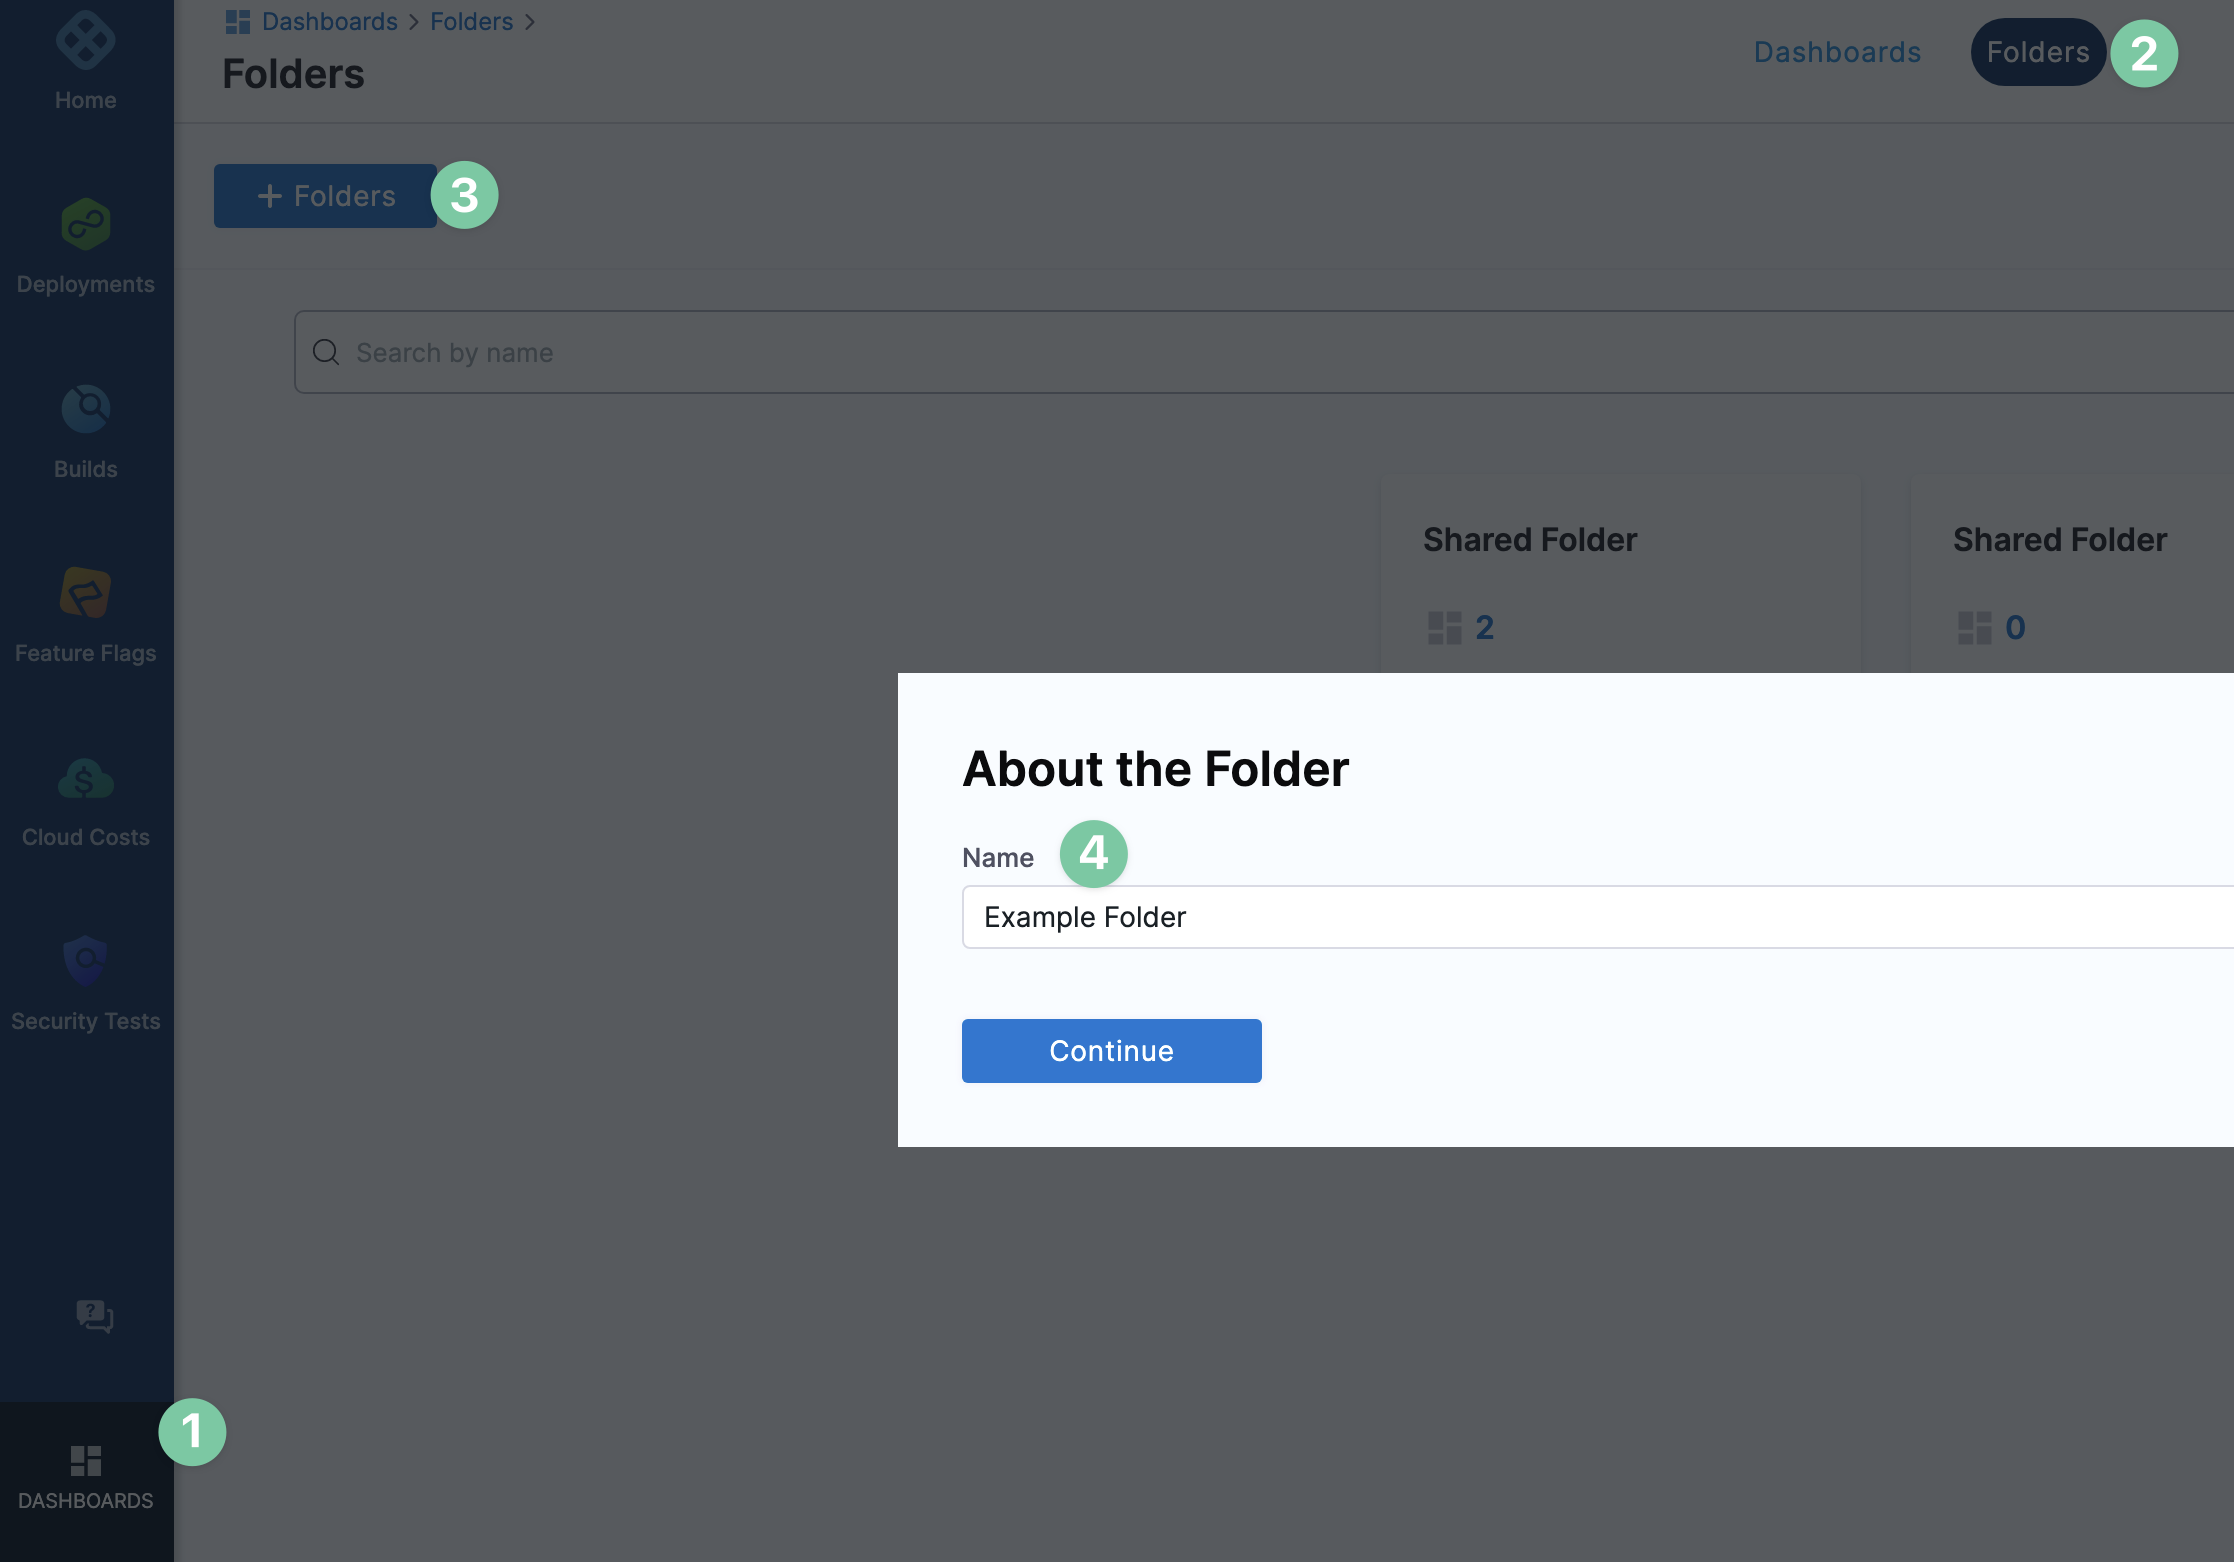 Home
Deployments
Builds
Feature Flags
Cloud Costs
Security Tests
?
1
DASHBOARDS
Dashboards > Folders >
Folders
Dashboards
Folders
2
+ Folders
3
Search by name
Shared Folder
2
Shared Folder
0
About the Folder
Name
4
Example Folder
Continue